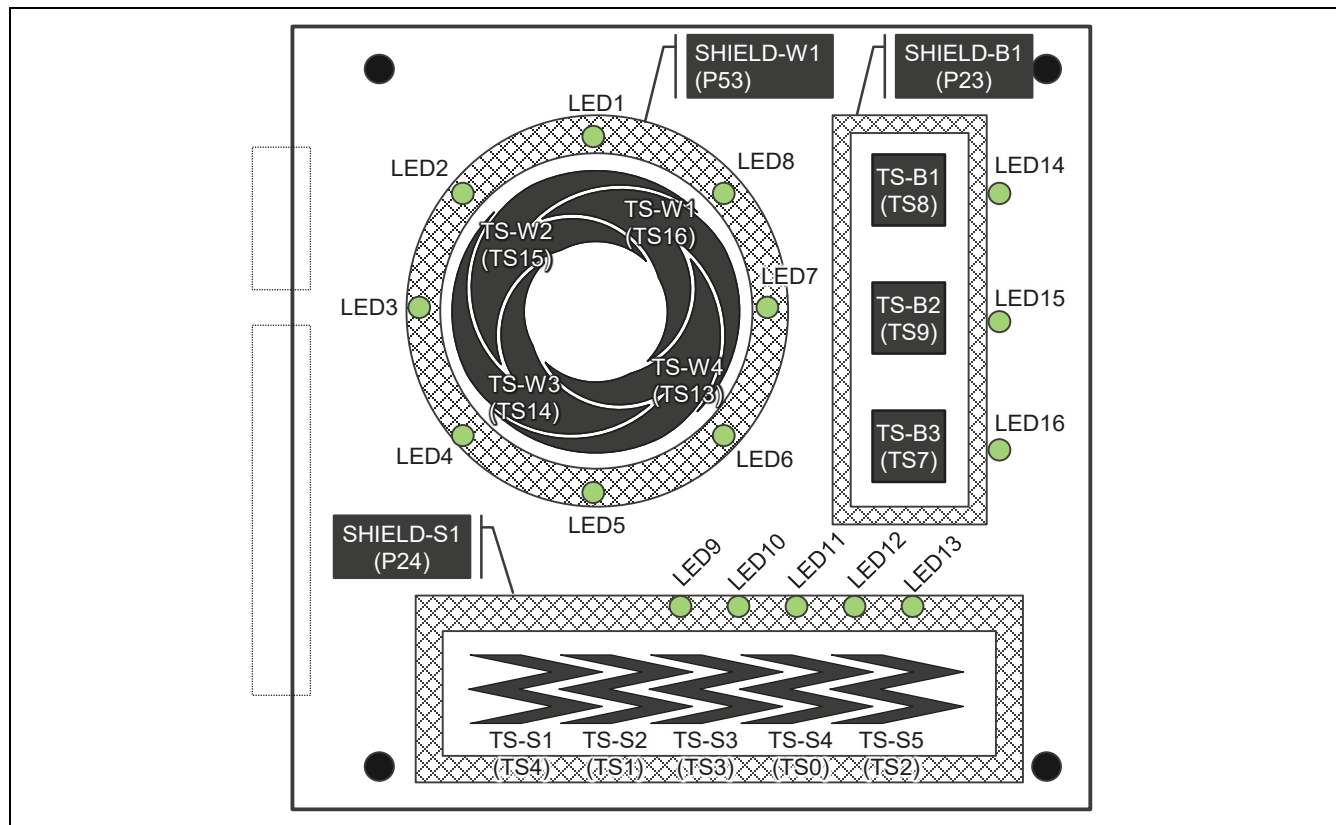 SHIELD-W1
(P53)
SHIELD-B1
(P23)
LED1
LED2
LED8
LED14
TS-B1
(TS8)
TS-W1
(TS16)
TS-W2
(TS15)
LED3
LED7
LED15
TS-B2
(TS9)
TS-W3
(TS14)
TS-W4
(TS13)
LED16
TS-B3
(TS7)
LED4
LED6
LED5
SHIELD-S1
(P24)
LED9
LED10
LED11
LED12
LED13
TS-S1
(TS4)
TS-S2
(TS1)
TS-S3
(TS3)
TS-S4
(TS0)
TS-S5
(TS2)